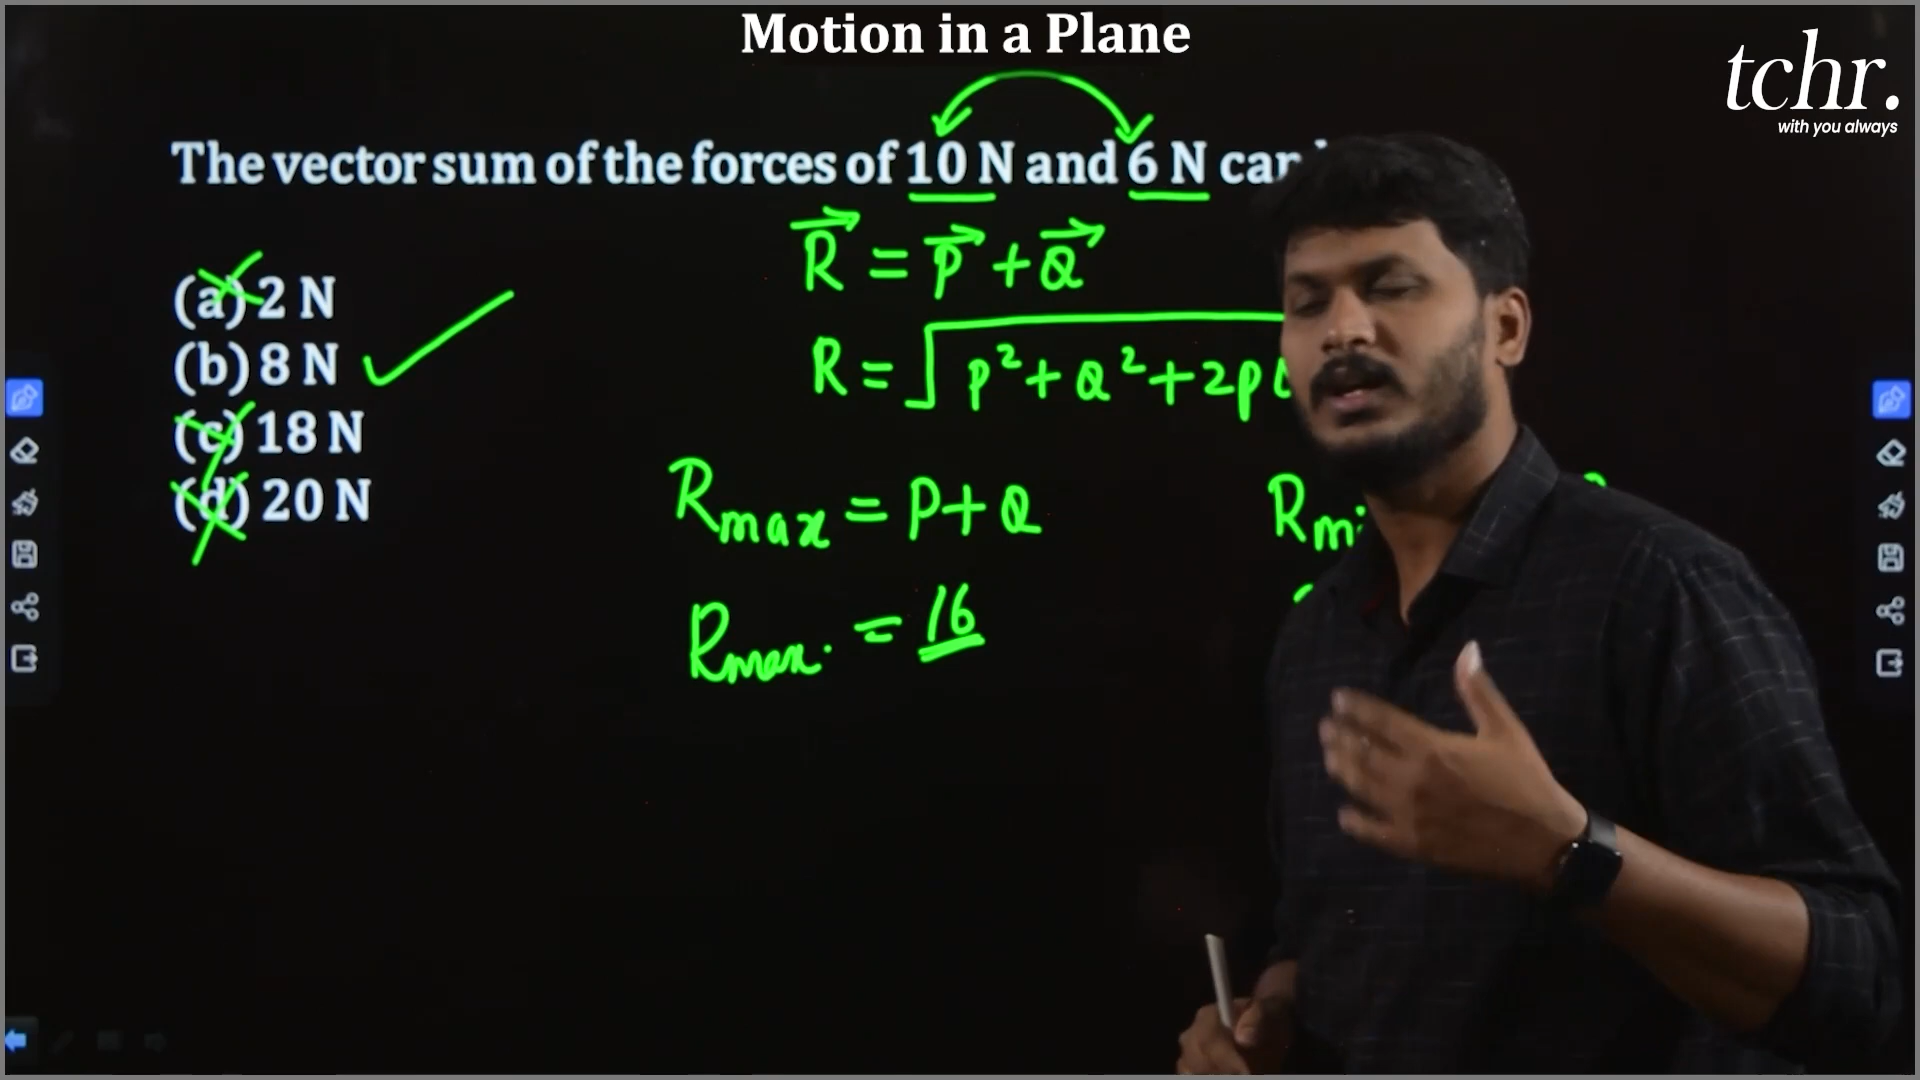 Motion in a Plane
tchr.
with you always
The vector sum of the forces of 10 N and 6 N can
(a) 2 N
(b) 8 N
(c) 18 N
(d) 20 N
R⃗ = P⃗ + Q⃗
R = √P² + Q² + 2P
Rmax = P + Q
Rmax. = 16